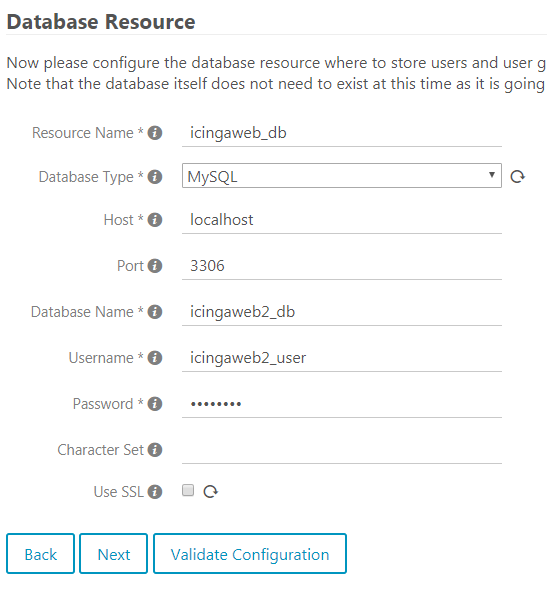 Database Resource
Now please configure the database resource where to store users and user g
Note that the database itself does not need to exist at this time as it is going
Resource Name * i icingaweb_db
Database Type * i MySQL
Host * i localhost
Port i 3306
Database Name * i icingaweb2_db
Username * i icingaweb2_user
Password * i ••••••••
Character Set i
Use SSL i
Back Next Validate Configuration